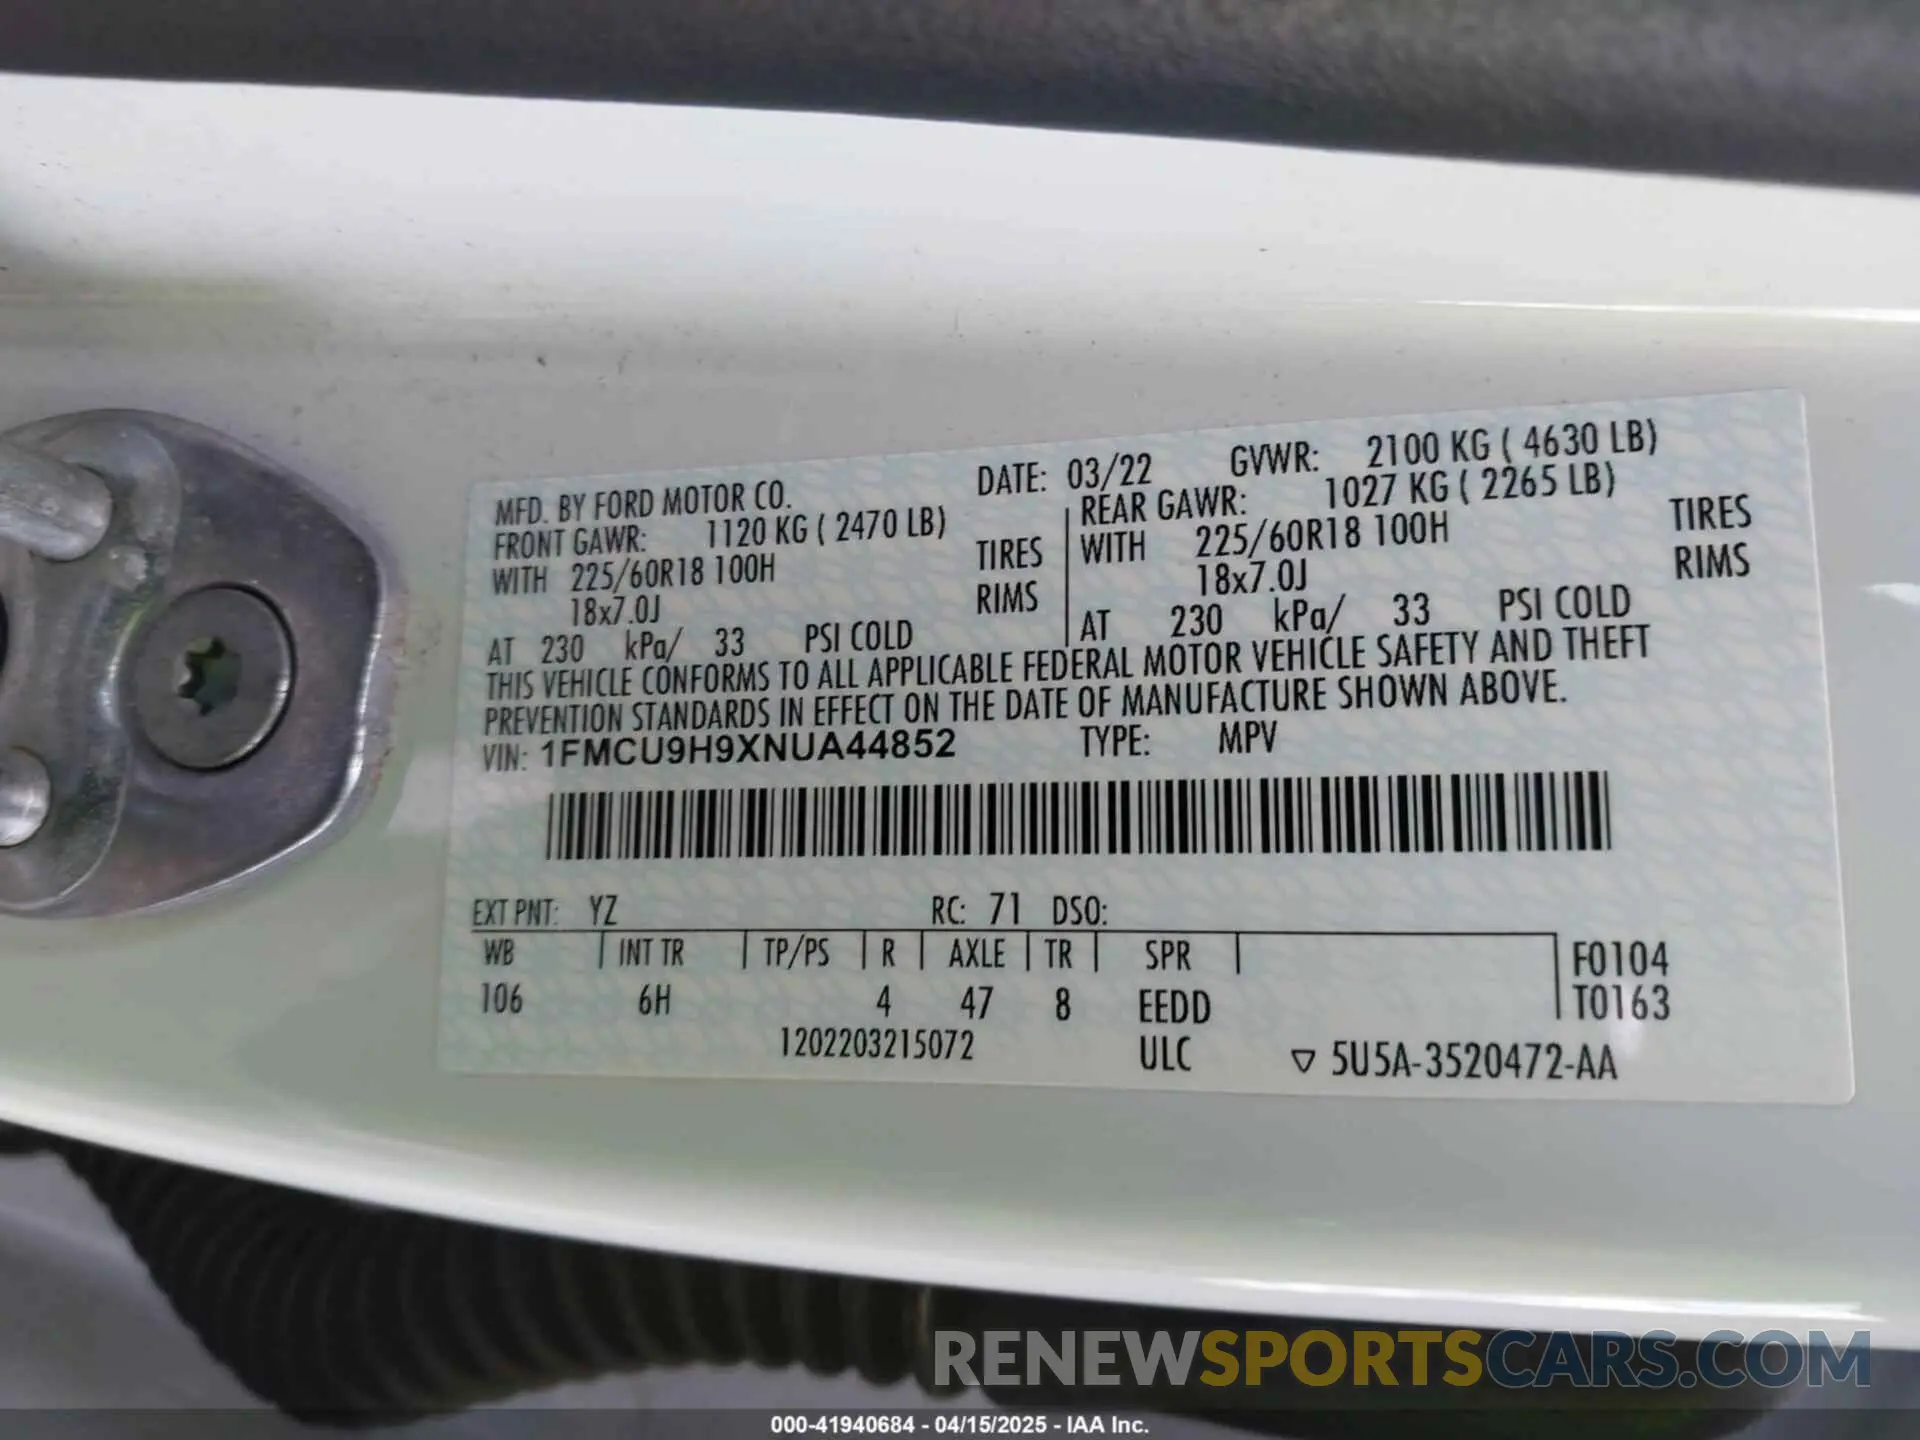 MFD. BY FORD MOTOR CO. DATE: 03/22 GVWR: 2100 KG ( 4630 LB)
FRONT GAWR: 1120 KG ( 2470 LB) REAR GAWR: 1027 KG ( 2265 LB)
WITH 225/60R18 100H TIRES WITH 225/60R18 100H TIRES
18x7.0J RIMS 18x7.0J RIMS
AT 230 kPa/ 33 PSI COLD AT 230 kPa/ 33 PSI COLD
THIS VEHICLE CONFORMS TO ALL APPLICABLE FEDERAL MOTOR VEHICLE SAFETY AND THEFT
PREVENTION STANDARDS IN EFFECT ON THE DATE OF MANUFACTURE SHOWN ABOVE.
VIN: 1FMCU9H9XNUA44852 TYPE: MPV
EXT PNT: YZ RC: 71 DSO:
WB INT TR TP/PS R AXLE TR SPR F0104
106 6H 4 47 8 EEDD T0163
1202203215072 ULC ▽ 5U5A-3520472-AA
RENEWSPORTSCARS.COM
000-41940684 - 04/15/2025 - IAA Inc.